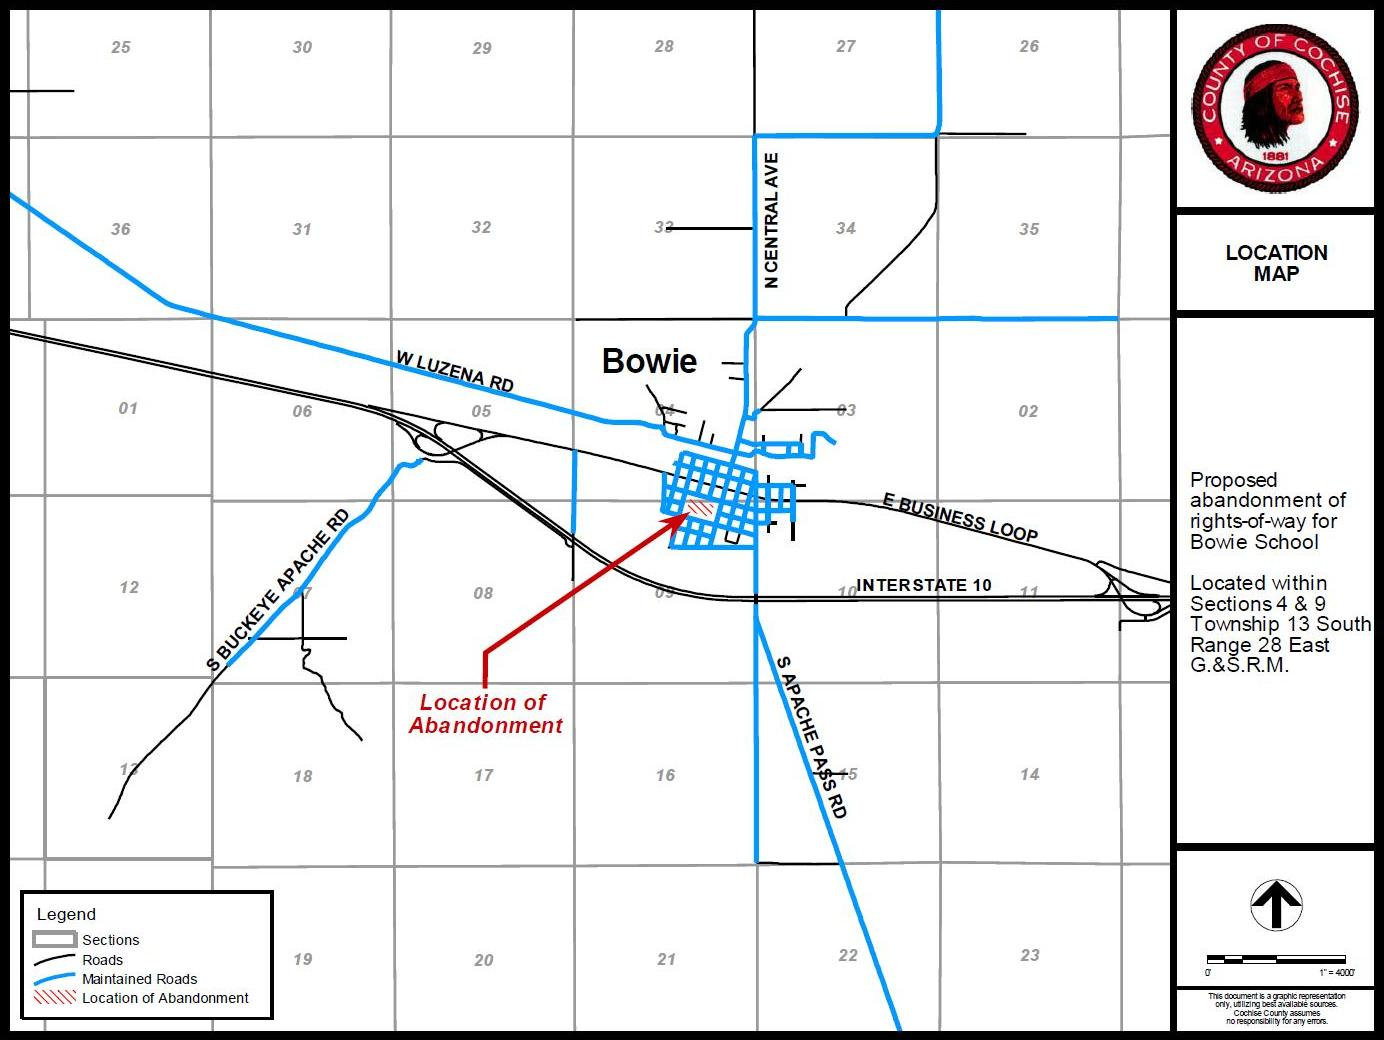 25 30 29 28 27 26
36 31 32 33 34 35
N CENTRAL AVE
W LUZENA RD
Bowie
01 06 05 04 03 02
E BUSINESS LOOP
S BUCKEYE APACHE RD
12 07 08 09 10 11
INTERSTATE 10
Location of
Abandonment
S APACHE PASS RD
13 18 17 16 15 14
19 20 21 22 23
Legend
Sections
Roads
Maintained Roads
Location of Abandonment
COUNTY OF COCHISE
1881
ARIZONA
LOCATION
MAP
Proposed
abandonment of
rights-of-way for
Bowie School
Located within
Sections 4 & 9
Township 13 South
Range 28 East
G.&S.R.M.
0' 1" = 4000'
This document is a graphic representation
only, utilizing best available sources.
Cochise County assumes
no responsibility for any errors.